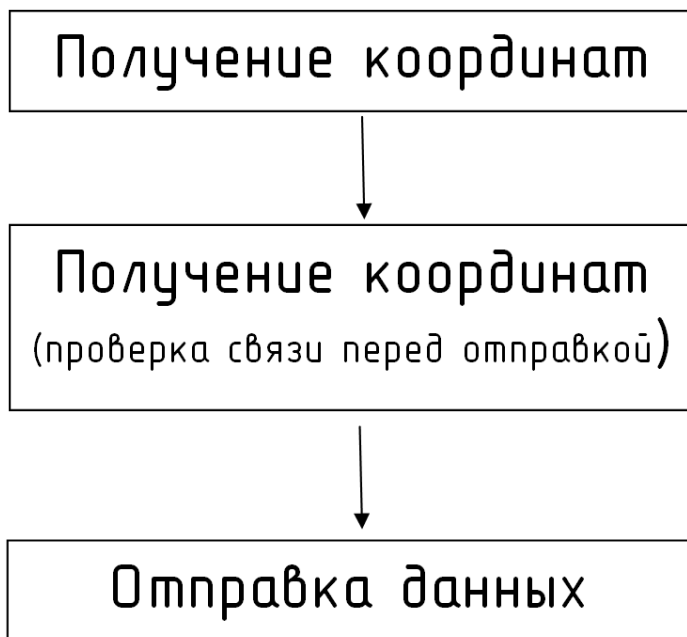 Получение координат
Получение координат
(проверка связи перед отправкой)
Отправка данных